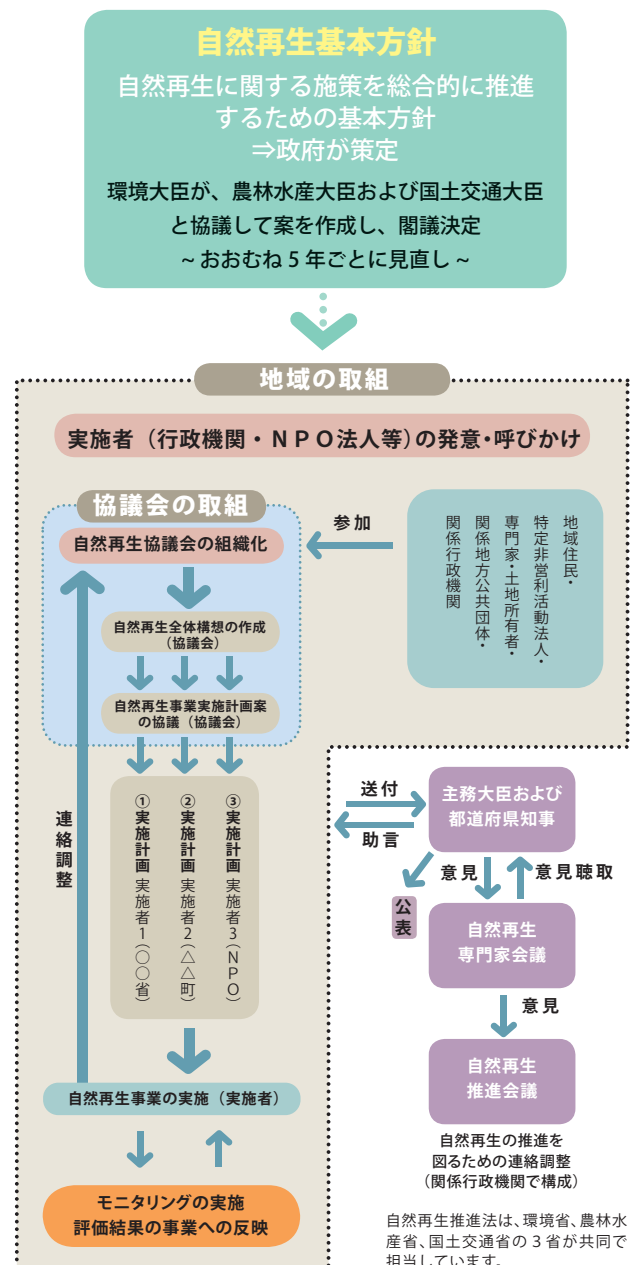 自然再生基本方針
自然再生に関する施策を総合的に推進
するための基本方針
⇒政府が策定
環境大臣が、農林水産大臣および国土交通大臣
と協議して案を作成し、閣議決定
~ おおむね 5 年ごとに見直し ~
地域の取組
実施者（行政機関・ＮＰＯ法人等）の発意・呼びかけ
協議会の取組
自然再生協議会の組織化
参加
地域住民・
特定非営利活動法人・
専門家・土地所有者・
関係地方公共団体・
関係行政機関
自然再生全体構想の作成
（協議会）
自然再生事業実施計画案
の協議（協議会）
連絡調整
①実施計画 実施者1（○○省）
②実施計画 実施者2（△△町）
③実施計画 実施者3（ＮＰＯ）
送付
助言
主務大臣および
都道府県知事
公表
意見
意見聴取
自然再生
専門家会議
意見
自然再生
推進会議
自然再生の推進を
図るための連絡調整
（関係行政機関で構成）
自然再生事業の実施（実施者）
モニタリングの実施
評価結果の事業への反映
自然再生推進法は、環境省、農林水
産省、国土交通省の 3 省が共同で
担当しています。